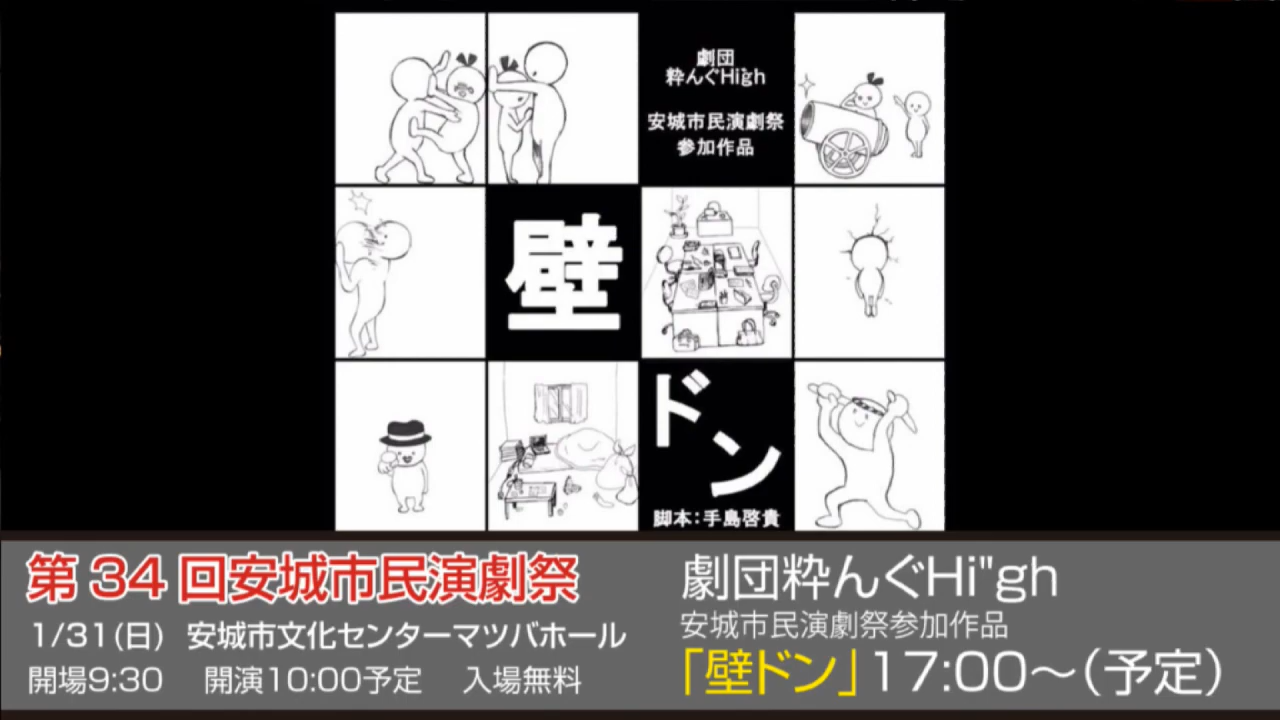 劇団
粋んぐHi"gh
安城市民演劇祭
参加作品
壁
ドン
脚本：手島啓貴
第34回安城市民演劇祭
1/31(日) 安城市文化センターマツバホール
開場9:30 開演10:00予定 入場無料
劇団粋んぐHi"gh
安城市民演劇祭参加作品
「壁ドン」17:00～(予定)